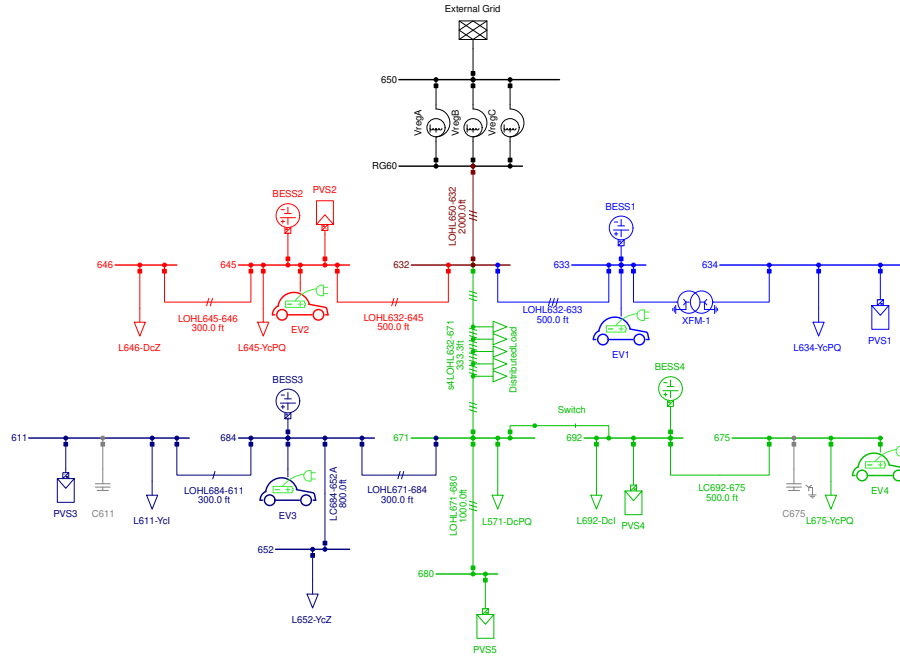 External Grid
650
VregA
VregB
VregC
RG60
LOHL650-632
2000.0ft
BESS2
PVS2
BESS1
646
645
632
633
634
LOHL645-646
300.0 ft
EV2
LOHL632-645
500.0 ft
LOHL632-633
500.0 ft
EV1
XFM-1
L646-DcZ
L645-YcPQ
L634-YcPQ
PVS1
s4LOHL632-671
333.3ft
DistributedLoad
BESS3
BESS4
Switch
611
684
671
692
675
LOHL684-611
300.0 ft
LC684-652A
800.0ft
LOHL671-684
300.0 ft
LOHL671-680
1000.0ft
LC692-675
500.0 ft
EV4
PVS3
C611
L611-YcI
EV3
L571-DcPQ
L692-DcI
PVS4
C675
L675-YcPQ
652
680
L652-YcZ
PVS5